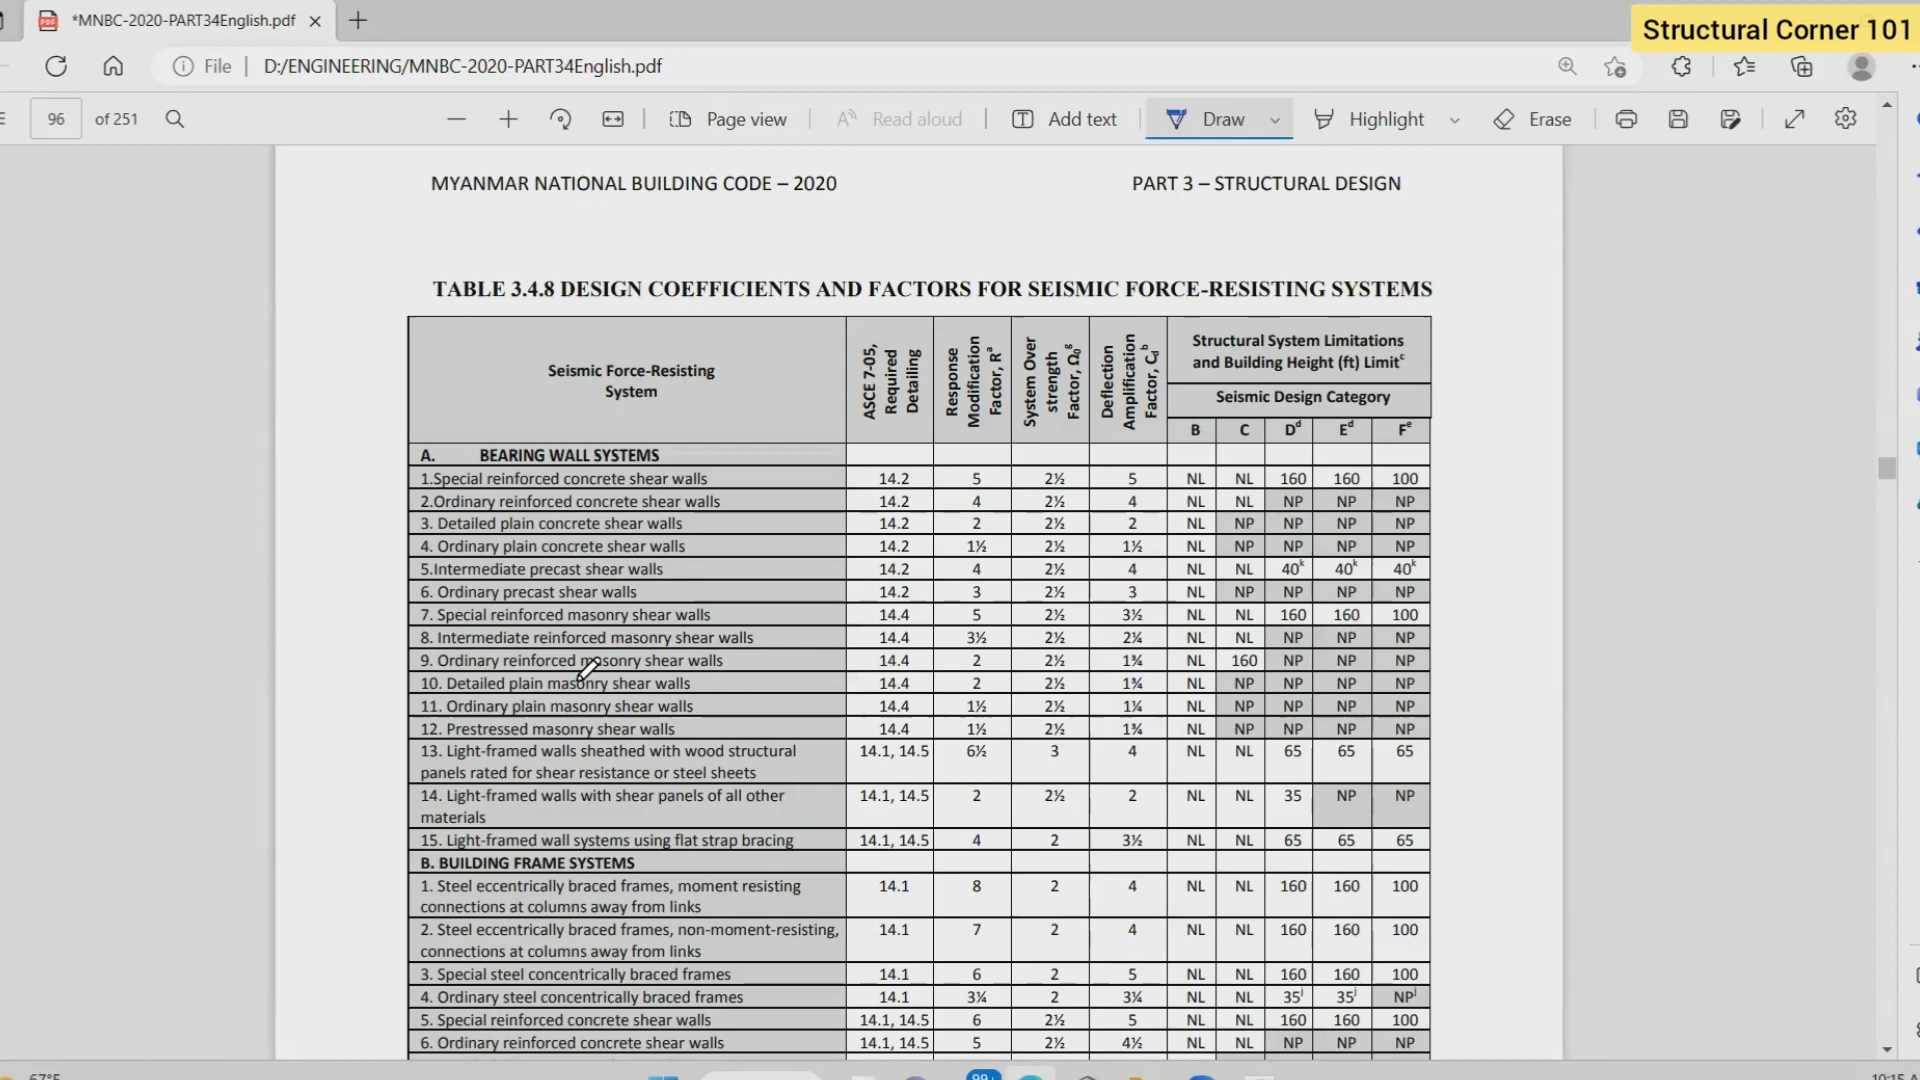 *MNBC-2020-PART34English.pdf
Structural Corner 101
File D:/ENGINEERING/MNBC-2020-PART34English.pdf
96 of 251 Page view Read aloud Add text Draw Highlight Erase
MYANMAR NATIONAL BUILDING CODE – 2020 PART 3 – STRUCTURAL DESIGN
TABLE 3.4.8 DESIGN COEFFICIENTS AND FACTORS FOR SEISMIC FORCE-RESISTING SYSTEMS
Seismic Force-Resisting
System
ASCE 7-05,
Required
Detailing
Response
Modification
Factor, Rᵃ
System Over
strength
Factor, Ω₀ᵍ
Deflection
Amplification
Factor, C_dᵇ
Structural System Limitations
and Building Height (ft) Limitᶜ
Seismic Design Category
B C Dᵈ Eᵈ Fᵉ
A. BEARING WALL SYSTEMS
1.Special reinforced concrete shear walls 14.2 5 2½ 5 NL NL 160 160 100
2.Ordinary reinforced concrete shear walls 14.2 4 2½ 4 NL NL NP NP NP
3. Detailed plain concrete shear walls 14.2 2 2½ 2 NL NP NP NP NP
4. Ordinary plain concrete shear walls 14.2 1½ 2½ 1½ NL NP NP NP NP
5.Intermediate precast shear walls 14.2 4 2½ 4 NL NL 40ᵏ 40ᵏ 40ᵏ
6. Ordinary precast shear walls 14.2 3 2½ 3 NL NP NP NP NP
7. Special reinforced masonry shear walls 14.4 5 2½ 3½ NL NL 160 160 100
8. Intermediate reinforced masonry shear walls 14.4 3½ 2½ 2¼ NL NL NP NP NP
9. Ordinary reinforced masonry shear walls 14.4 2 2½ 1¾ NL 160 NP NP NP
10. Detailed plain masonry shear walls 14.4 2 2½ 1¾ NL NP NP NP NP
11. Ordinary plain masonry shear walls 14.4 1½ 2½ 1¼ NL NP NP NP NP
12. Prestressed masonry shear walls 14.4 1½ 2½ 1¾ NL NP NP NP NP
13. Light-framed walls sheathed with wood structural 14.1, 14.5 6½ 3 4 NL NL 65 65 65
panels rated for shear resistance or steel sheets
14. Light-framed walls with shear panels of all other 14.1, 14.5 2 2½ 2 NL NL 35 NP NP
materials
15. Light-framed wall systems using flat strap bracing 14.1, 14.5 4 2 3½ NL NL 65 65 65
B. BUILDING FRAME SYSTEMS
1. Steel eccentrically braced frames, moment resisting 14.1 8 2 4 NL NL 160 160 100
connections at columns away from links
2. Steel eccentrically braced frames, non-moment-resisting, 14.1 7 2 4 NL NL 160 160 100
connections at columns away from links
3. Special steel concentrically braced frames 14.1 6 2 5 NL NL 160 160 100
4. Ordinary steel concentrically braced frames 14.1 3¼ 2 3¼ NL NL 35ʲ 35ʲ NPʲ
5. Special reinforced concrete shear walls 14.1, 14.5 6 2½ 5 NL NL 160 160 100
6. Ordinary reinforced concrete shear walls 14.1, 14.5 5 2½ 4½ NL NL NP NP NP